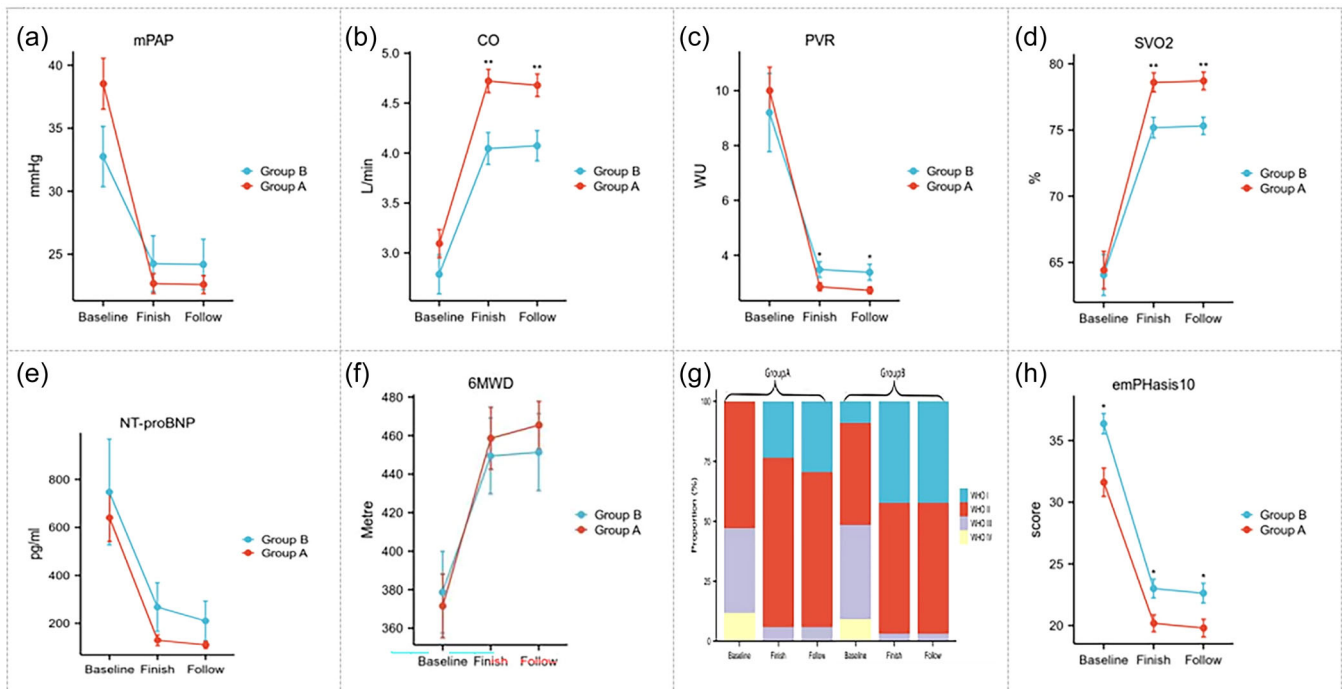 (a)
mPAP
mmHg
40
35
30
25
Baseline Finish Follow
Group B
Group A
(b)
CO
L/min
5.0
4.5
4.0
3.5
3.0
** **
Baseline Finish Follow
Group B
Group A
(c)
PVR
WU
10
8
6
4
* *
Baseline Finish Follow
Group B
Group A
(d)
SVO2
%
80
75
70
65
** **
Baseline Finish Follow
Group B
Group A
(e)
NT-proBNP
pg/ml
800
600
400
200
Baseline Finish Follow
Group B
Group A
(f)
6MWD
Metre
480
460
440
420
400
380
360
Baseline Finish Follow
Group B
Group A
(g)
GroupA GroupB
Proportion (%)
100
75
50
25
0
Baseline Finish Follow Baseline Finish Follow
WHO I
WHO II
WHO III
WHO IV
(h)
emPHasis10
score
35
30
25
20
* * *
Baseline Finish Follow
Group B
Group A